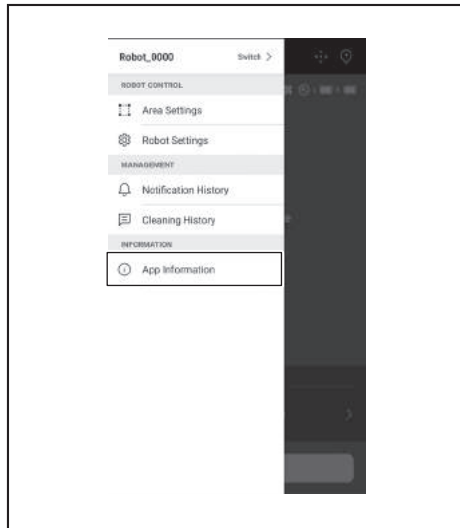 Robot_0000 Switch >
ROBOT CONTROL
Area Settings
Robot Settings
MANAGEMENT
Notification History
Cleaning History
INFORMATION
App Information